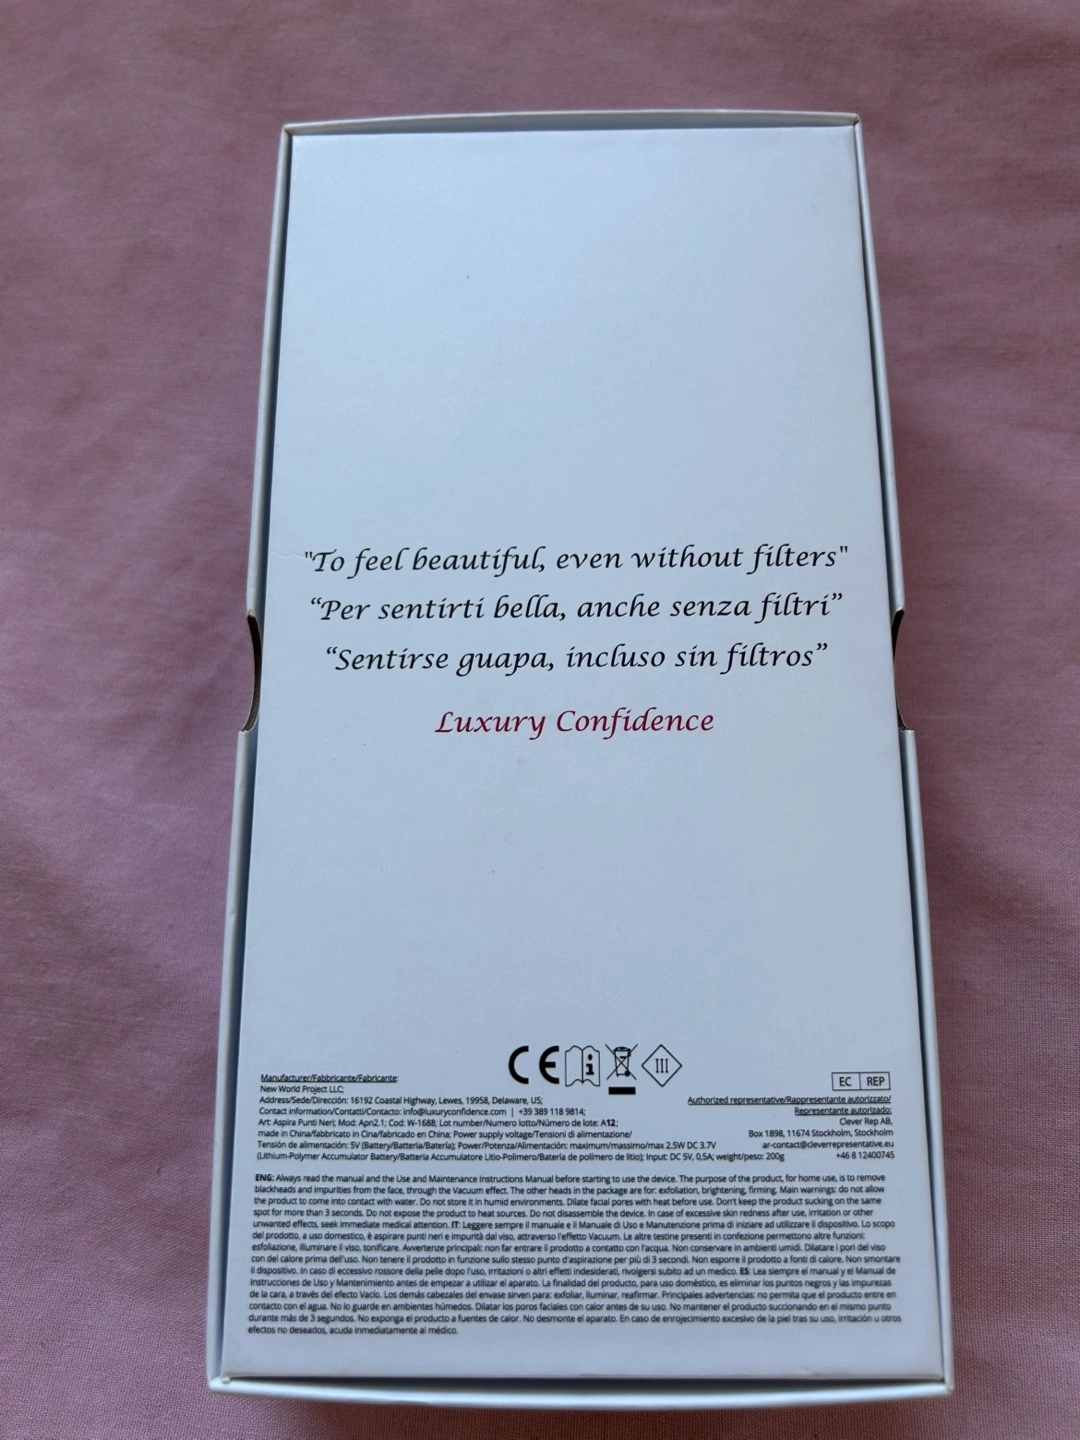 "To feel beautiful, even without filters"
“Per sentirti bella, anche senza filtri”
“Sentirse guapa, incluso sin filtros”
Luxury Confidence
CE
i
III
Manufacturer/Fabbricante/Fabricante:
New World Project LLC;
Address/Sede/Dirección: 16192 Coastal Highway, Lewes, 19958, Delaware, US;
Contact information/Contatti/Contacto: info@luxuryconfidence.com | +39 389 118 9814;
Art: Aspira Punti Neri; Mod: Apn2.1; Cod: W-1688; Lot number/Numero lotto/Número de lote: A12;
made in China/fabbricato in Cina/fabricado en China; Power supply voltage/Tensioni di alimentazione/
Tensión de alimentación: 5V (Battery/Batteria/Batería); Power/Potenza/Alimentación: maximum/massimo/max 2.5W DC 3.7V
(Lithium-Polymer Accumulator Battery/Batteria Accumulatore Litio-Polimero/Batería de polímero de litio); Input: DC 5V, 0,5A; weight/peso: 200g
EC REP
Authorized representative/Rappresentante autorizzato/
Representante autorizado:
Clever Rep AB,
Box 1898, 11674 Stockholm, Stockholm
ar-contact@cleverrepresentative.eu
+46 8 12400745
ENG: Always read the manual and the Use and Maintenance Instructions Manual before starting to use the device. The purpose of the product, for home use, is to remove
blackheads and impurities from the face, through the Vacuum effect. The other heads in the package are for: exfoliation, brightening, firming. Main warnings: do not allow
the product to come into contact with water. Do not store it in humid environments. Dilate facial pores with heat before use. Don't keep the product sucking on the same
spot for more than 3 seconds. Do not expose the product to heat sources. Do not disassemble the device. In case of excessive skin redness after use, irritation or other
unwanted effects, seek immediate medical attention. IT: Leggere sempre il manuale e il Manuale di Uso e Manutenzione prima di iniziare ad utilizzare il dispositivo. Lo scopo
del prodotto, a uso domestico, è aspirare punti neri e impurità dal viso, attraverso l'effetto Vacuum. Le altre testine presenti in confezione permettono altre funzioni:
esfoliazione, illuminare il viso, tonificare. Avvertenze principali: non far entrare il prodotto a contatto con l'acqua. Non conservare in ambienti umidi. Dilatare i pori del viso
con del calore prima dell'uso. Non tenere il prodotto in funzione sullo stesso punto d'aspirazione per più di 3 secondi. Non esporre il prodotto a fonti di calore. Non smontare
il dispositivo. In caso di eccessivo rossore della pelle dopo l'uso, irritazioni o altri effetti indesiderati, rivolgersi subito ad un medico. ES: Lea siempre el manual y el Manual de
Instrucciones de Uso y Mantenimiento antes de empezar a utilizar el aparato. La finalidad del producto, para uso doméstico, es eliminar los puntos negros y las impurezas
de la cara, a través del efecto Vacío. Los demás cabezales del envase sirven para: exfoliar, iluminar, reafirmar. Principales advertencias: no permita que el producto entre en
contacto con el agua. No lo guarde en ambientes húmedos. Dilatar los poros faciales con calor antes de su uso. No mantener el producto succionando en el mismo punto
durante más de 3 segundos. No exponga el producto a fuentes de calor. No desmonte el aparato. En caso de enrojecimiento excesivo de la piel tras su uso, irritación u otros
efectos no deseados, acuda inmediatamente al médico.